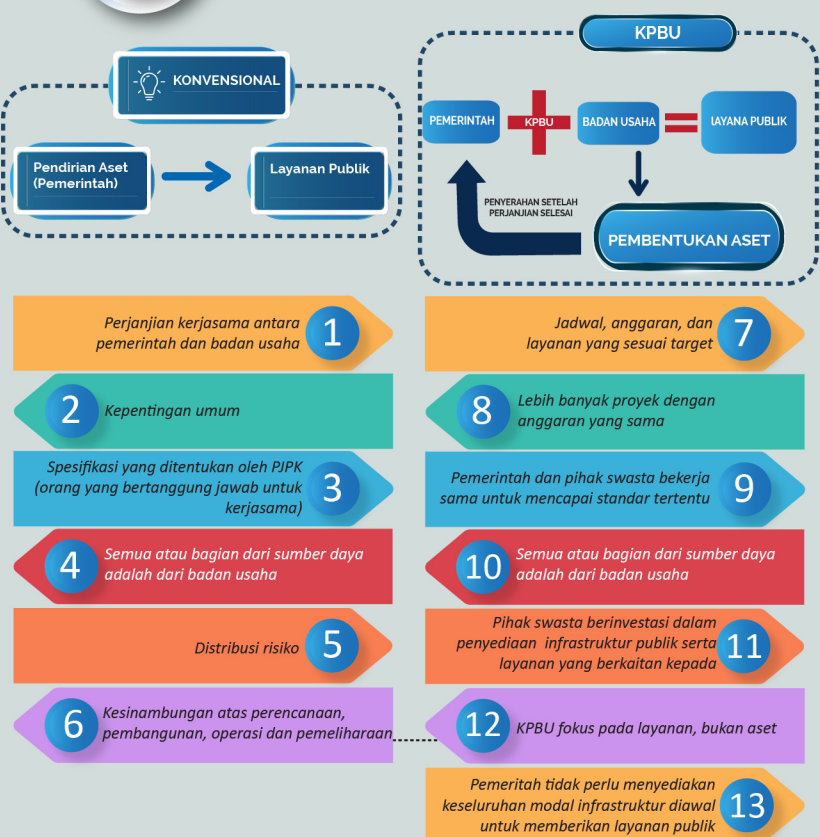 KONVENSIONAL
Pendirian Aset
(Pemerintah)
Layanan Publik
KPBU
PEMERINTAH
KPBU
BADAN USAHA
LAYANA PUBLIK
PENYERAHAN SETELAH
PERJANJIAN SELESAI
PEMBENTUKAN ASET
Perjanjian kerjasama antara
pemerintah dan badan usaha
1
2
Kepentingan umum
Spesifikasi yang ditentukan oleh PJPK
(orang yang bertanggung jawab untuk
kerjasama)
3
4
Semua atau bagian dari sumber daya
adalah dari badan usaha
Distribusi risiko
5
6
Kesinambungan atas perencanaan,
pembangunan, operasi dan pemeliharaan
Jadwal, anggaran, dan
layanan yang sesuai target
7
8
Lebih banyak proyek dengan
anggaran yang sama
Pemerintah dan pihak swasta bekerja
sama untuk mencapai standar tertentu
9
10
Semua atau bagian dari sumber daya
adalah dari badan usaha
Pihak swasta berinvestasi dalam
penyediaan infrastruktur publik serta
layanan yang berkaitan kepada
11
12
KPBU fokus pada layanan, bukan aset
Pemeritah tidak perlu menyediakan
keseluruhan modal infrastruktur diawal
untuk memberikan layanan publik
13